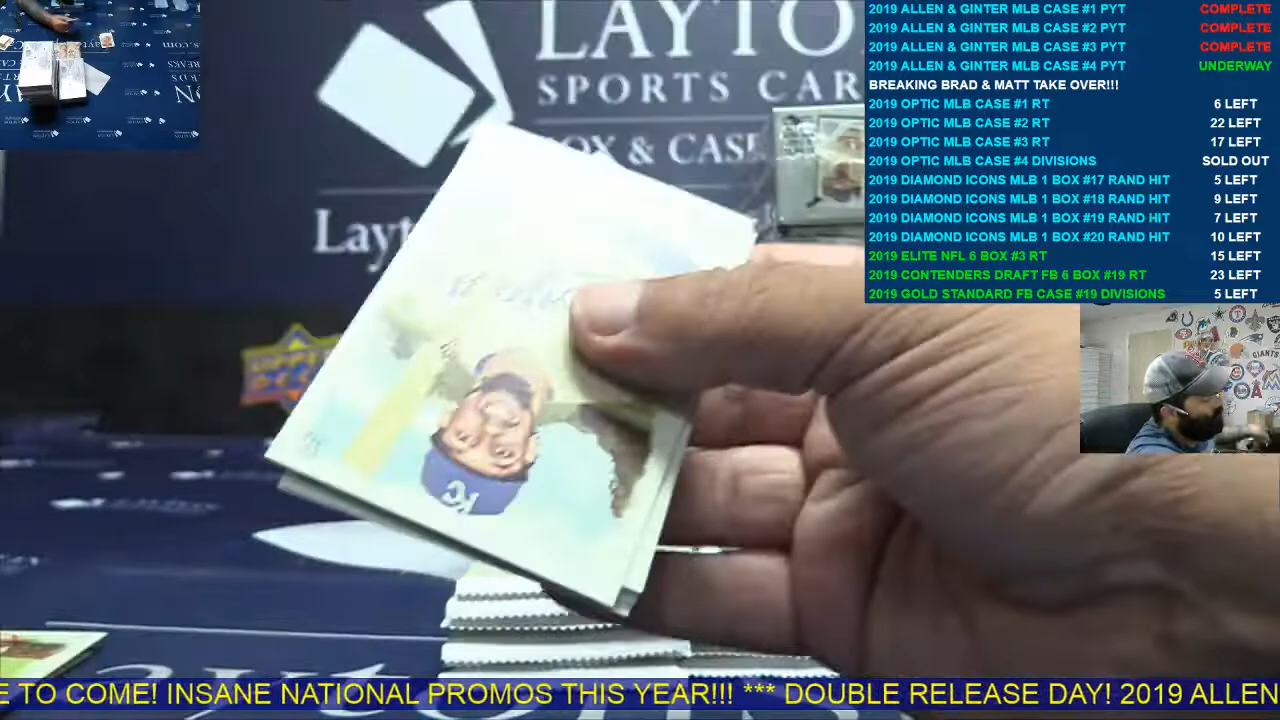 LAYTO
SPORTS CAR
BOX & CASE
Layt
2019 ALLEN & GINTER MLB CASE #1 PYT COMPLETE
2019 ALLEN & GINTER MLB CASE #2 PYT COMPLETE
2019 ALLEN & GINTER MLB CASE #3 PYT COMPLETE
2019 ALLEN & GINTER MLB CASE #4 PYT UNDERWAY
BREAKING BRAD & MATT TAKE OVER!!!
2019 OPTIC MLB CASE #1 RT 6 LEFT
2019 OPTIC MLB CASE #2 RT 22 LEFT
2019 OPTIC MLB CASE #3 RT 17 LEFT
2019 OPTIC MLB CASE #4 DIVISIONS SOLD OUT
2019 DIAMOND ICONS MLB 1 BOX #17 RAND HIT 5 LEFT
2019 DIAMOND ICONS MLB 1 BOX #18 RAND HIT 9 LEFT
2019 DIAMOND ICONS MLB 1 BOX #19 RAND HIT 7 LEFT
2019 DIAMOND ICONS MLB 1 BOX #20 RAND HIT 10 LEFT
2019 ELITE NFL 6 BOX #3 RT 15 LEFT
2019 CONTENDERS DRAFT FB 6 BOX #19 RT 23 LEFT
2019 GOLD STANDARD FB CASE #19 DIVISIONS 5 LEFT
UPPER
KC
GIANTS
E TO COME! INSANE NATIONAL PROMOS THIS YEAR!!! *** DOUBLE RELEASE DAY! 2019 ALLEN